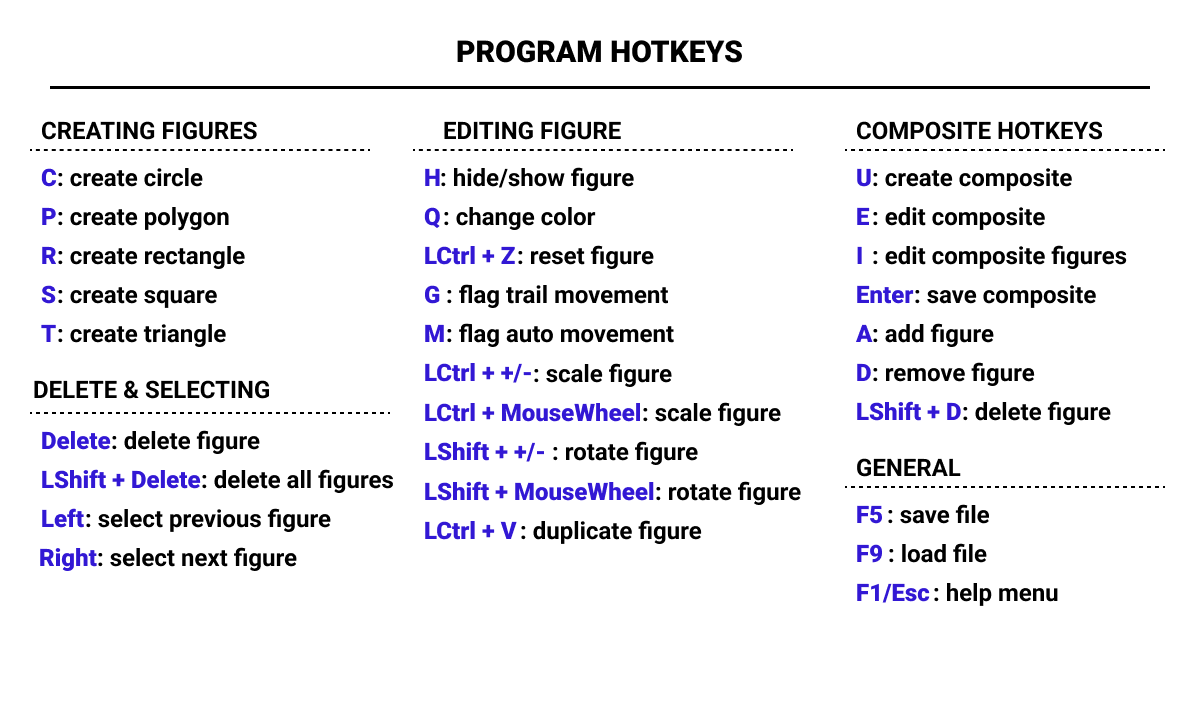 PROGRAM HOTKEYS
CREATING FIGURES
C: create circle
P: create polygon
R: create rectangle
S: create square
T: create triangle
DELETE & SELECTING
Delete: delete figure
LShift + Delete: delete all figures
Left: select previous figure
Right: select next figure
EDITING FIGURE
H: hide/show figure
Q: change color
LCtrl + Z: reset figure
G : flag trail movement
M: flag auto movement
LCtrl + +/-: scale figure
LCtrl + MouseWheel: scale figure
LShift + +/- : rotate figure
LShift + MouseWheel: rotate figure
LCtrl + V : duplicate figure
COMPOSITE HOTKEYS
U: create composite
E: edit composite
I : edit composite figures
Enter: save composite
A: add figure
D: remove figure
LShift + D: delete figure
GENERAL
F5 : save file
F9 : load file
F1/Esc : help menu